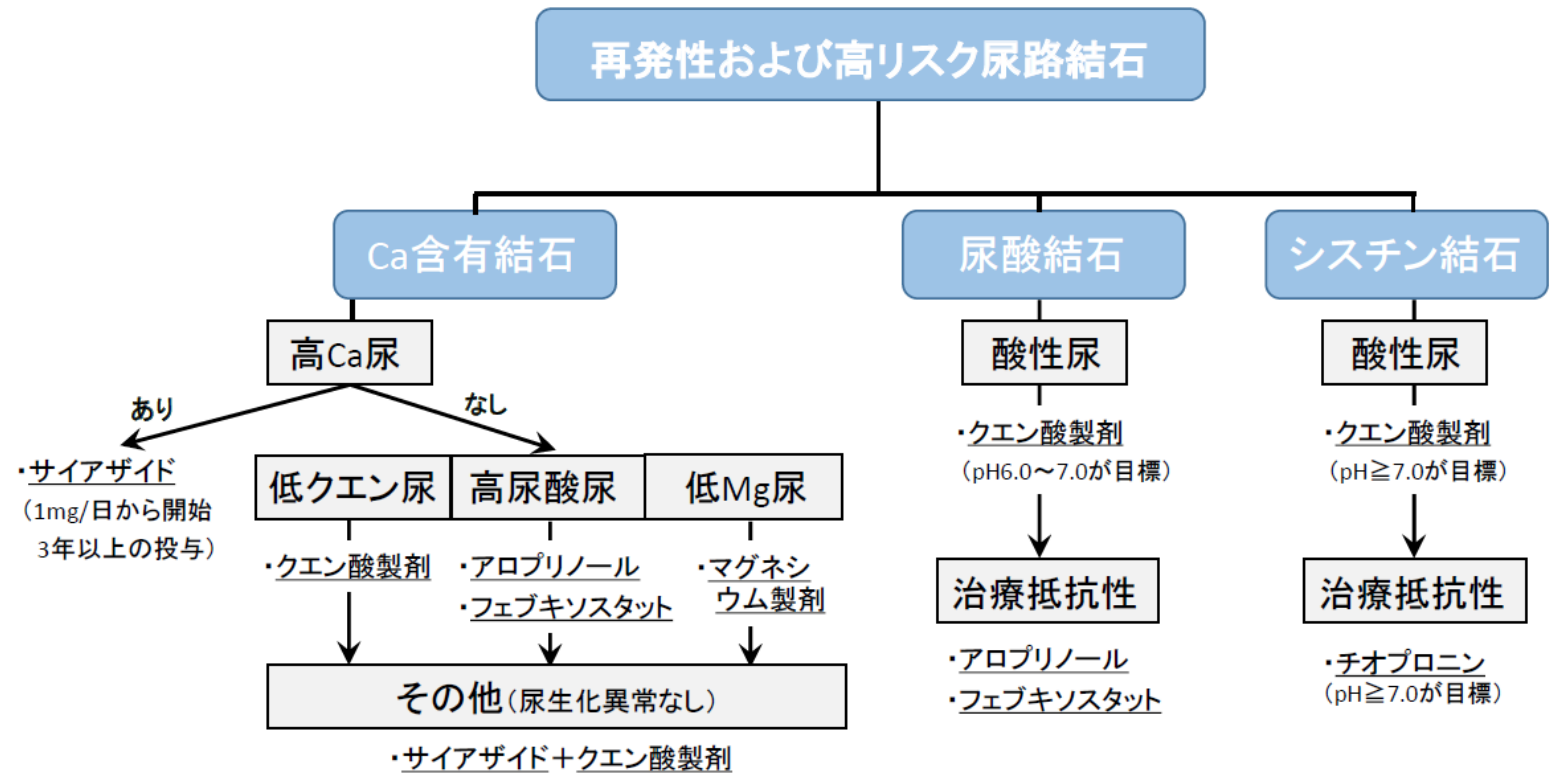 再発性および高リスク尿路結石
Ca含有結石
尿酸結石
シスチン結石
高Ca尿
酸性尿
酸性尿
あり
なし
・サイアザイド
（1mg/日から開始
3年以上の投与）
低クエン尿
高尿酸尿
低Mg尿
・クエン酸製剤
（pH6.0～7.0が目標）
・クエン酸製剤
（pH≧7.0が目標）
・クエン酸製剤
・アロプリノール
・フェブキソスタット
・マグネシ
ウム製剤
治療抵抗性
治療抵抗性
その他（尿生化異常なし）
・サイアザイド＋クエン酸製剤
・アロプリノール
・フェブキソスタット
・チオプロニン
（pH≧7.0が目標）